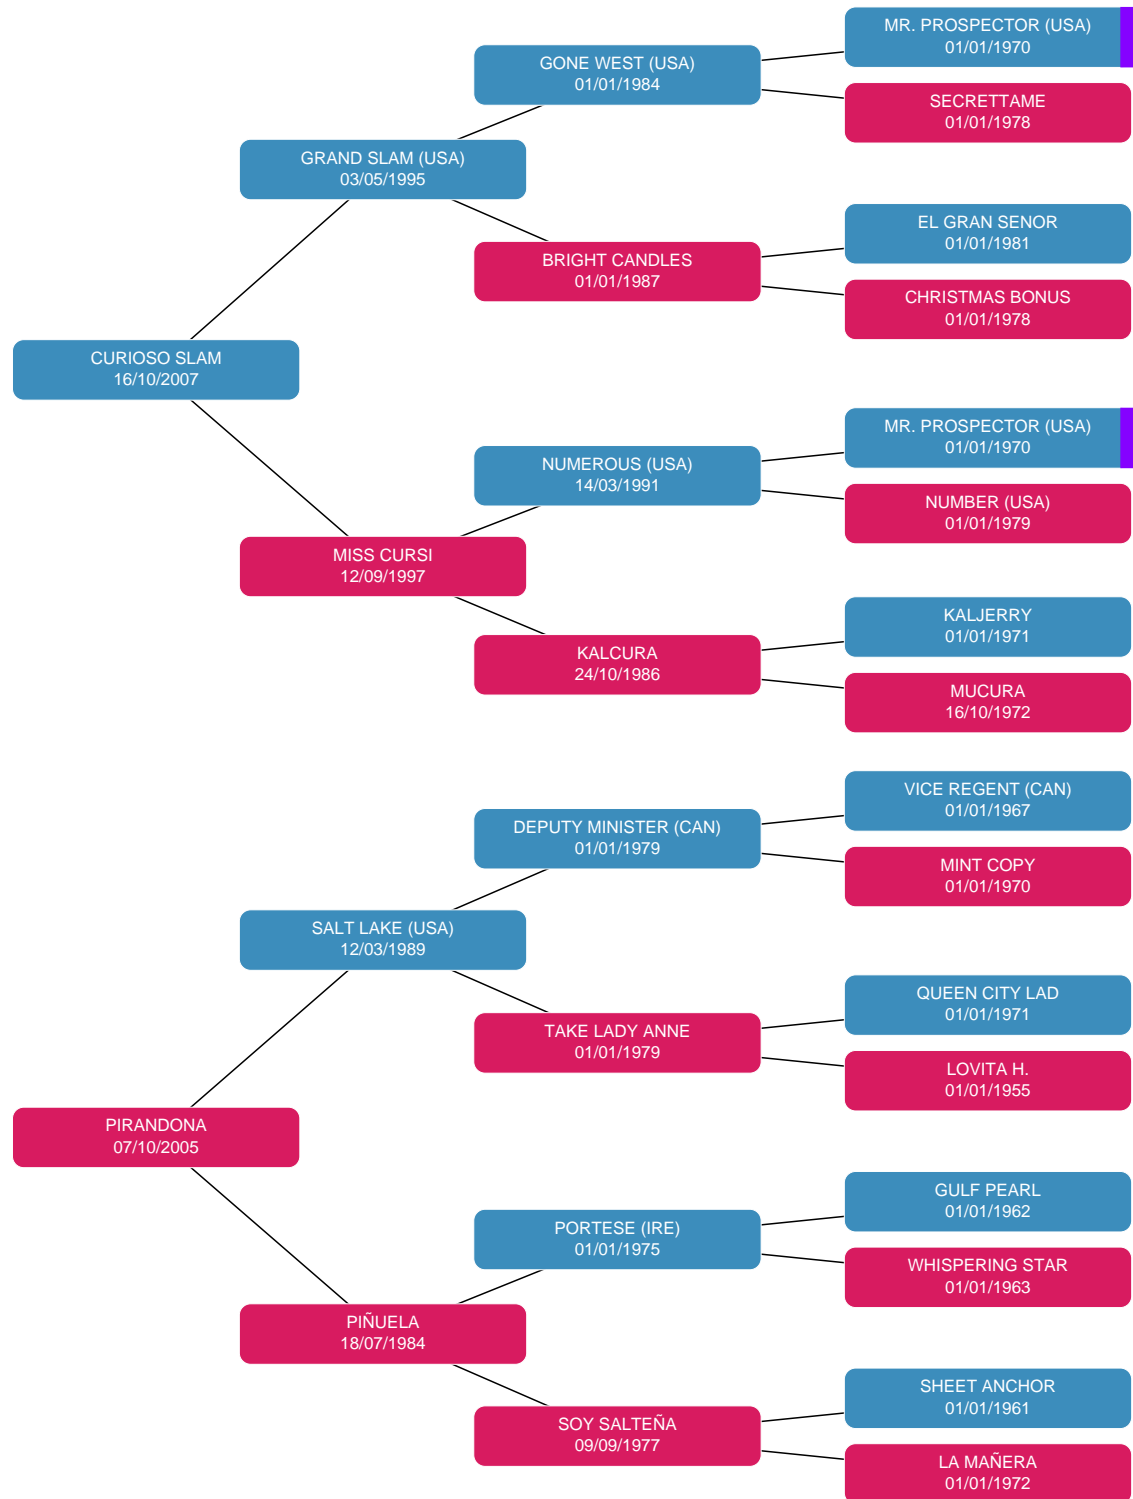 MR. PROSPECTOR (USA)
01/01/1970
GONE WEST (USA)
01/01/1984
SECRETTAME
01/01/1978
GRAND SLAM (USA)
03/05/1995
EL GRAN SENOR
01/01/1981
BRIGHT CANDLES
01/01/1987
CHRISTMAS BONUS
01/01/1978
CURIOSO SLAM
16/10/2007
MR. PROSPECTOR (USA)
01/01/1970
NUMEROUS (USA)
14/03/1991
NUMBER (USA)
01/01/1979
MISS CURSI
12/09/1997
KALJERRY
01/01/1971
KALCURA
24/10/1986
MUCURA
16/10/1972
VICE REGENT (CAN)
01/01/1967
DEPUTY MINISTER (CAN)
01/01/1979
MINT COPY
01/01/1970
SALT LAKE (USA)
12/03/1989
QUEEN CITY LAD
01/01/1971
TAKE LADY ANNE
01/01/1979
LOVITA H.
01/01/1955
PIRANDONA
07/10/2005
GULF PEARL
01/01/1962
PORTESE (IRE)
01/01/1975
WHISPERING STAR
01/01/1963
PIÑUELA
18/07/1984
SHEET ANCHOR
01/01/1961
SOY SALTEÑA
09/09/1977
LA MAÑERA
01/01/1972